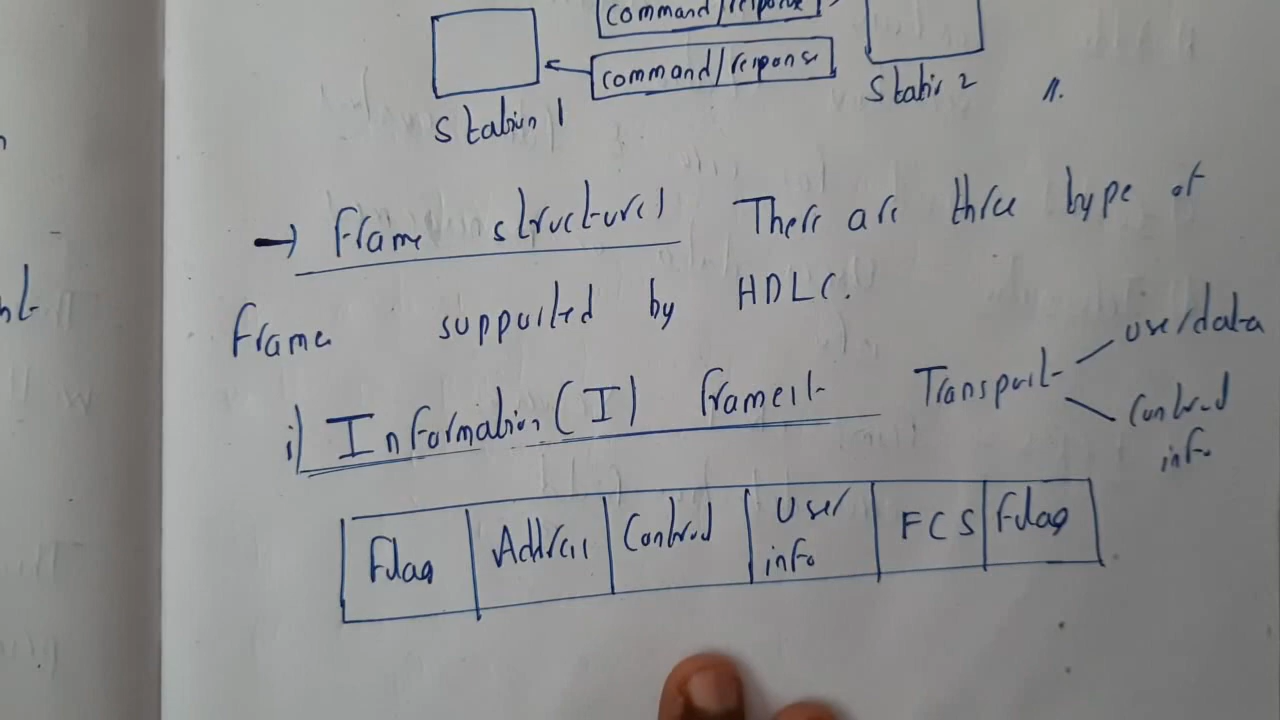 command/response
command/response
Station 1
Station 2
→ Frame structure) There are three type of
frame supported by HDLC.
i) Information (I) frame :- Transport - user data
Control
info
Flag Address Control User info FCS Flag